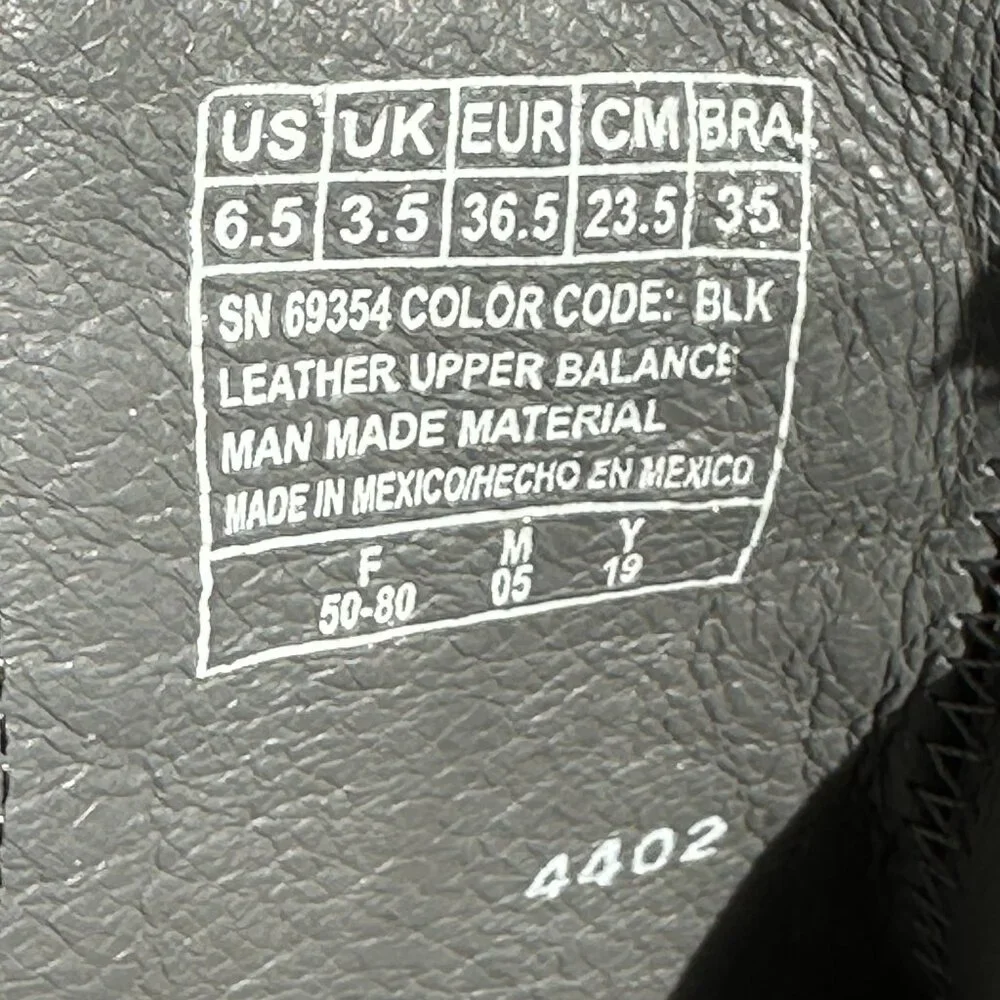 US UK EUR CM BRA
6.5 3.5 36.5 23.5 35
SN 69354 COLOR CODE: BLK
LEATHER UPPER BALANCE
MAN MADE MATERIAL
MADE IN MEXICO/HECHO EN MEXICO
F M Y
50-80 05 19
4402